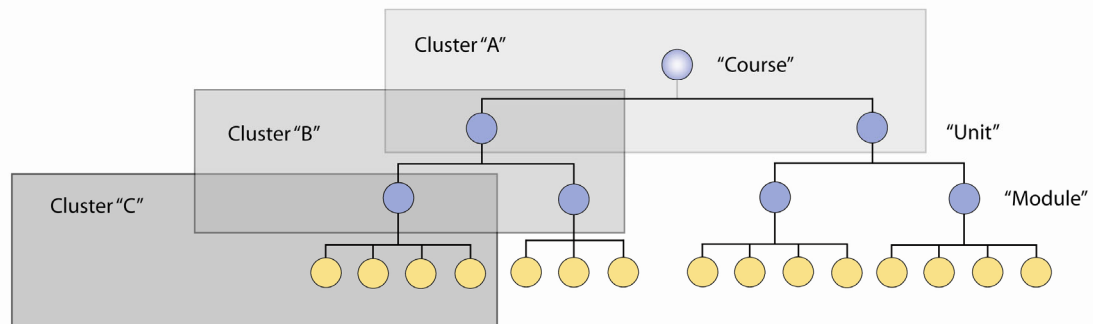 Cluster “A”
“Course”
Cluster “B”
“Unit”
Cluster “C”
“Module”